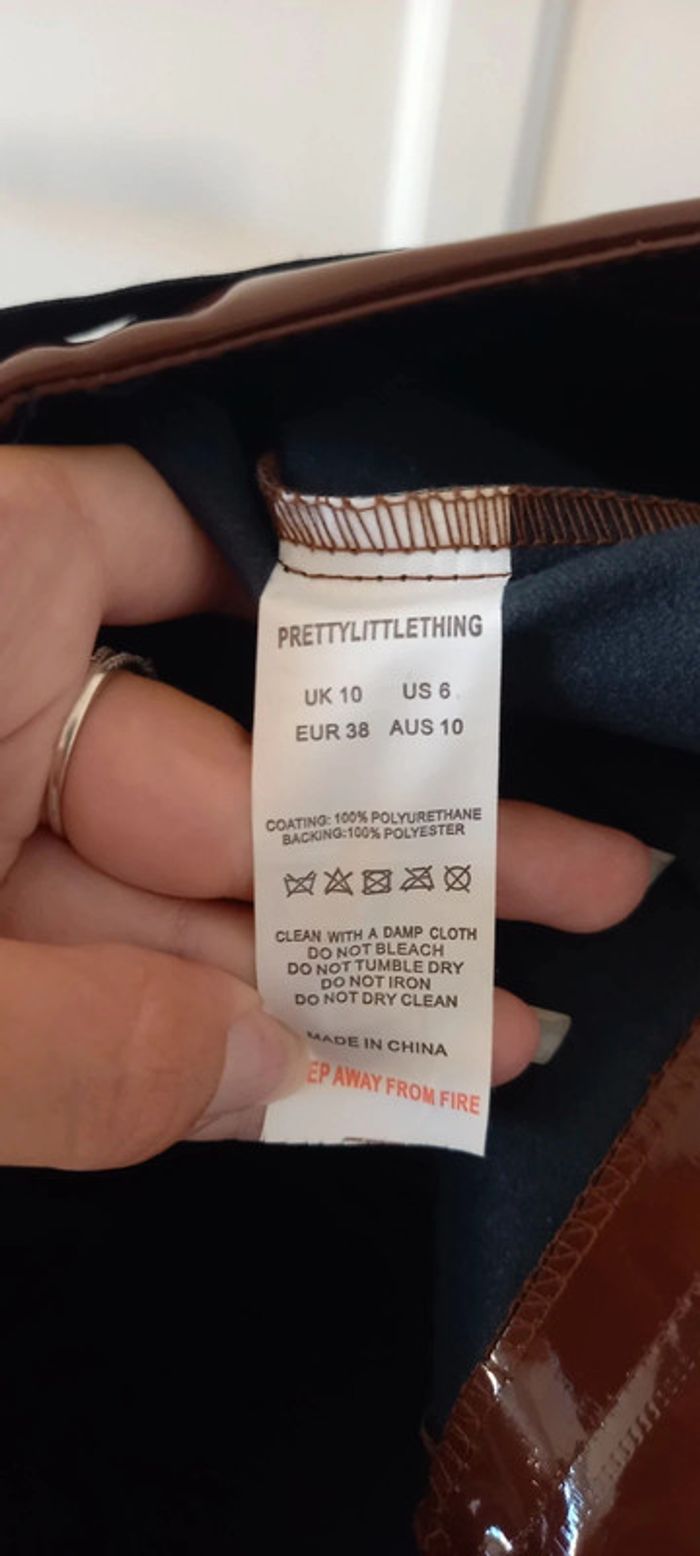 PRETTYLITTLETHING
UK 10 US 6
EUR 38 AUS 10
COATING: 100% POLYURETHANE
BACKING:100% POLYESTER
CLEAN WITH A DAMP CLOTH
DO NOT BLEACH
DO NOT TUMBLE DRY
DO NOT IRON
DO NOT DRY CLEAN
MADE IN CHINA
EP AWAY FROM FIRE